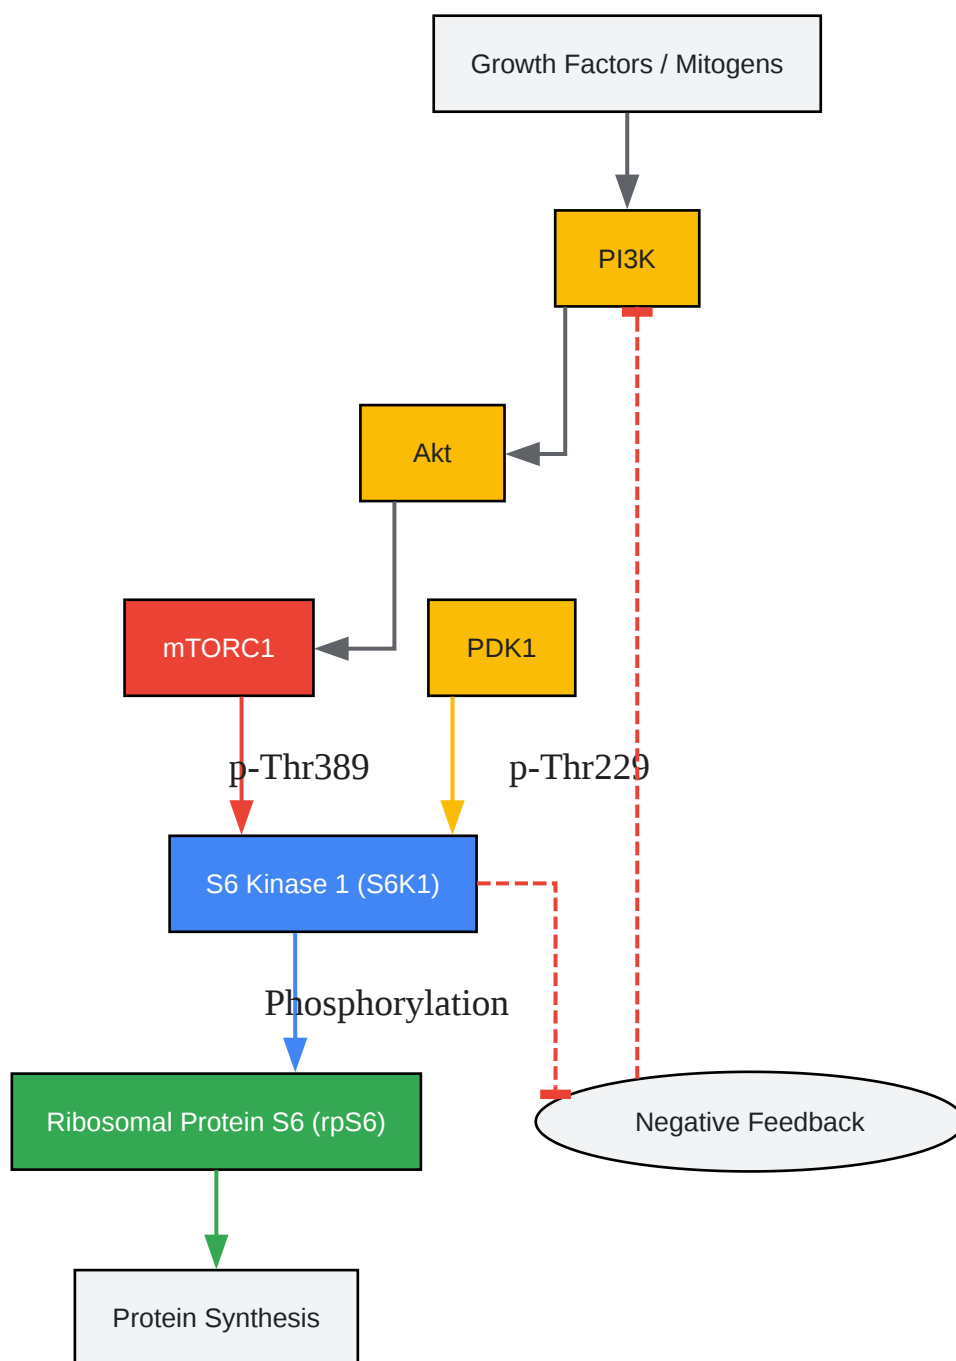 Growth Factors / Mitogens
PI3K
Akt
mTORC1
PDK1
p-Thr389
p-Thr229
S6 Kinase 1 (S6K1)
Phosphorylation
Ribosomal Protein S6 (rpS6)
Negative Feedback
Protein Synthesis